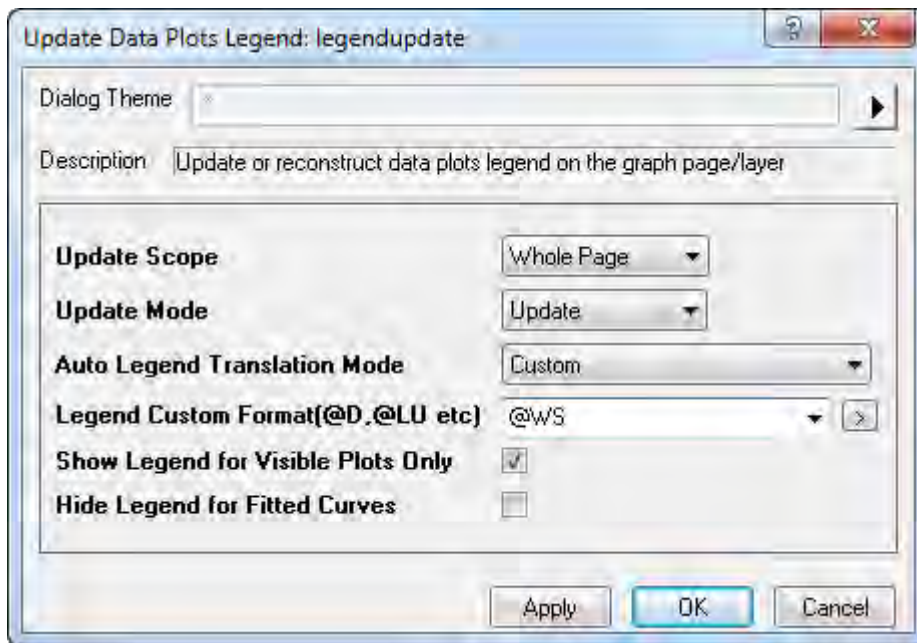 Update Data Plots Legend: legendupdate
Dialog Theme *
Description Update or reconstruct data plots legend on the graph page/layer
Update Scope Whole Page
Update Mode Update
Auto Legend Translation Mode Custom
Legend Custom Format(@D,@LU etc) @WS >
Show Legend for Visible Plots Only
Hide Legend for Fitted Curves
Apply OK Cancel